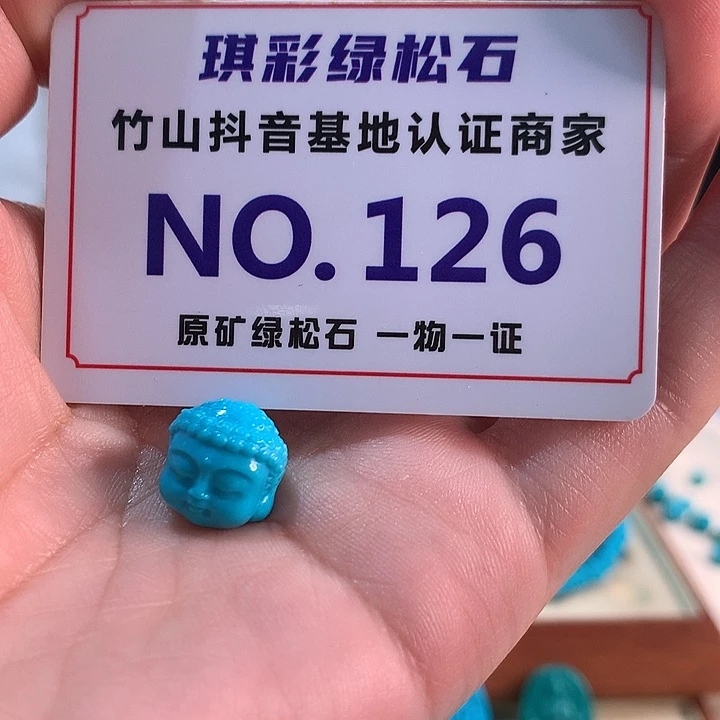 琪彩绿松石
竹山抖音基地认证商家
NO.126
原矿绿松石 一物一证